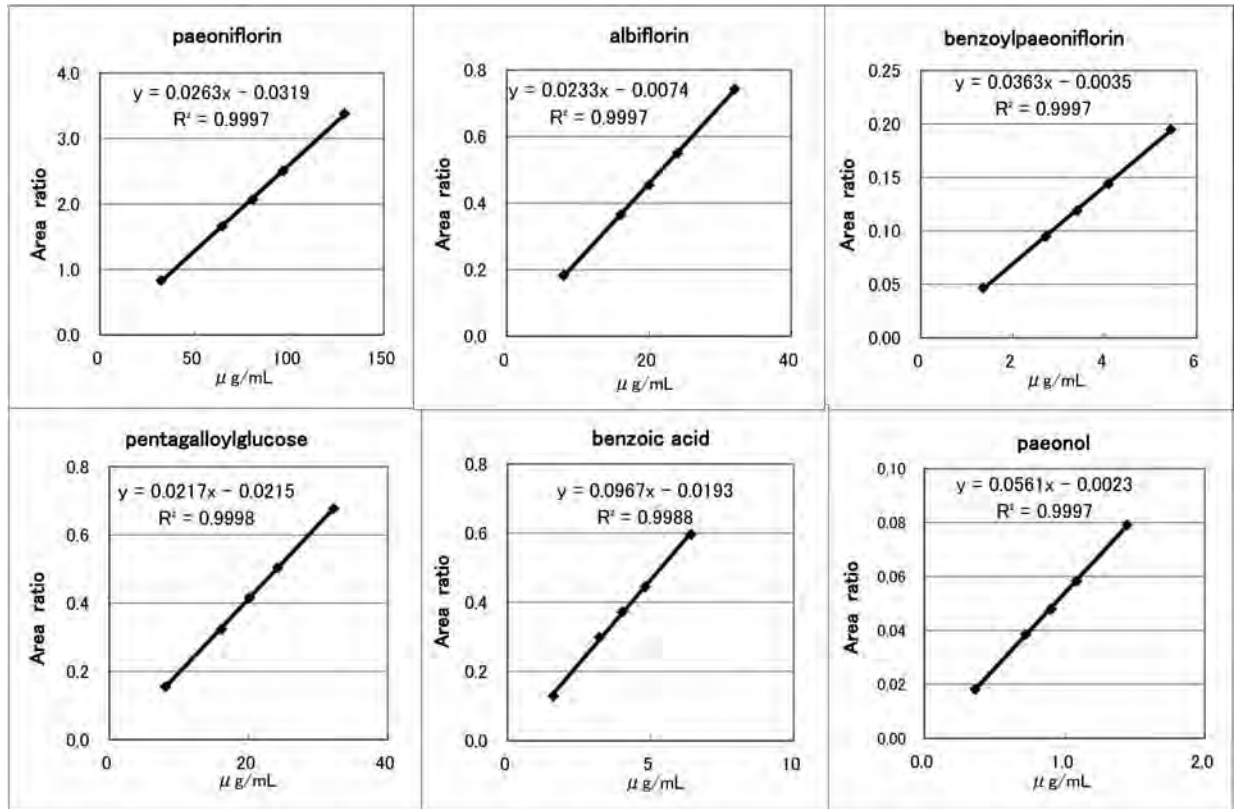 paeoniflorin
4.0
3.0
2.0
1.0
0.0
y = 0.0263x − 0.0319
R² = 0.9997
Area ratio
0 50 100 150
μg/mL
albiflorin
0.8
0.6
0.4
0.2
0.0
y = 0.0233x − 0.0074
R² = 0.9997
Area ratio
0 20 40
μg/mL
benzoylpaeoniflorin
0.25
0.20
0.15
0.10
0.05
0.00
y = 0.0363x − 0.0035
R² = 0.9997
Area ratio
0 2 4 6
μg/mL
pentagalloylglucose
0.8
0.6
0.4
0.2
0.0
y = 0.0217x − 0.0215
R² = 0.9998
Area ratio
0 20 40
μg/mL
benzoic acid
0.8
0.6
0.4
0.2
0.0
y = 0.0967x − 0.0193
R² = 0.9988
Area ratio
0 5 10
μg/mL
paeonol
0.10
0.08
0.06
0.04
0.02
0.00
y = 0.0561x − 0.0023
R² = 0.9997
Area ratio
0.0 1.0 2.0
μg/mL